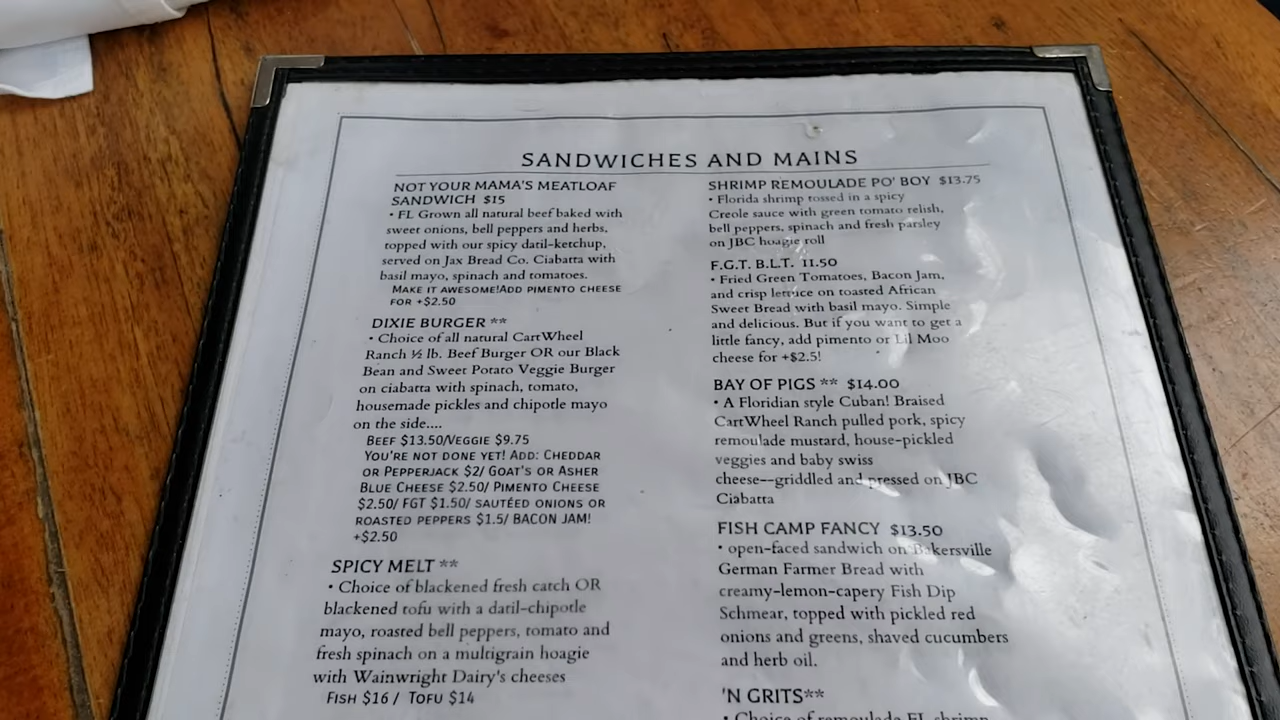 SANDWICHES AND MAINS
NOT YOUR MAMA'S MEATLOAF
SANDWICH $15
• FL Grown all natural beef baked with
sweet onions, bell peppers and herbs,
topped with our spicy datil-ketchup,
served on Jax Bread Co. Ciabatta with
basil mayo, spinach and tomatoes.
MAKE IT AWESOME!ADD PIMENTO CHEESE
FOR +$2.50
DIXIE BURGER **
• Choice of all natural CartWheel
Ranch ½ lb. Beef Burger OR our Black
Bean and Sweet Potato Veggie Burger
on ciabatta with spinach, tomato,
housemade pickles and chipotle mayo
on the side....
BEEF $13.50/VEGGIE $9.75
YOU'RE NOT DONE YET! ADD: CHEDDAR
OR PEPPERJACK $2/ GOAT'S OR ASHER
BLUE CHEESE $2.50/ PIMENTO CHEESE
$2.50/ FGT $1.50/ SAUTÉED ONIONS OR
ROASTED PEPPERS $1.5/ BACON JAM!
+$2.50
SPICY MELT **
• Choice of blackened fresh catch OR
blackened tofu with a datil-chipotle
mayo, roasted bell peppers, tomato and
fresh spinach on a multigrain hoagie
with Wainwright Dairy's cheeses
FISH $16 / TOFU $14
SHRIMP REMOULADE PO' BOY $13.75
• Florida shrimp tossed in a spicy
Creole sauce with green tomato relish,
bell peppers, spinach and fresh parsley
on JBC hoagie roll
F.G.T. B.L.T. 11.50
• Fried Green Tomatoes, Bacon Jam,
and crisp lettuce on toasted African
Sweet Bread with basil mayo. Simple
and delicious. But if you want to get a
little fancy, add pimento or Lil Moo
cheese for +$2.5!
BAY OF PIGS ** $14.00
• A Floridian style Cuban! Braised
CartWheel Ranch pulled pork, spicy
remoulade mustard, house-pickled
veggies and baby swiss
cheese--griddled and pressed on JBC
Ciabatta
FISH CAMP FANCY $13.50
• open-faced sandwich on Bakersville
German Farmer Bread with
creamy-lemon-capery Fish Dip
Schmear, topped with pickled red
onions and greens, shaved cucumbers
and herb oil.
'N GRITS**
• Choice of remoulade FL shrimp